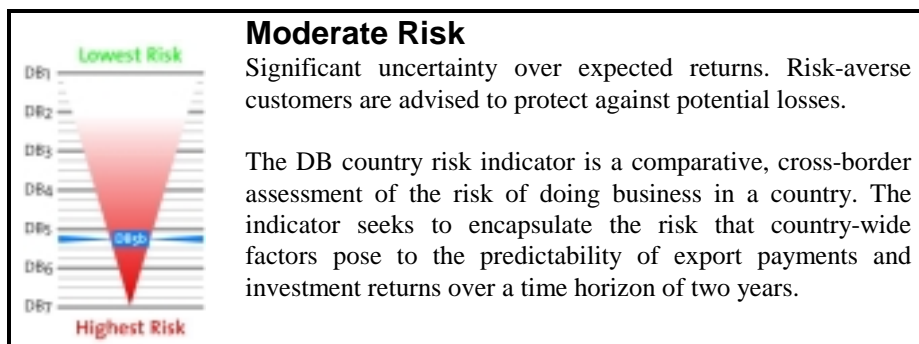 Lowest Risk
DB1
DB2
DB3
DB4
DB5
DB5b
DB6
DB7
Highest Risk
Moderate Risk
Significant uncertainty over expected returns. Risk-averse
customers are advised to protect against potential losses.
The DB country risk indicator is a comparative, cross-border
assessment of the risk of doing business in a country. The
indicator seeks to encapsulate the risk that country-wide
factors pose to the predictability of export payments and
investment returns over a time horizon of two years.